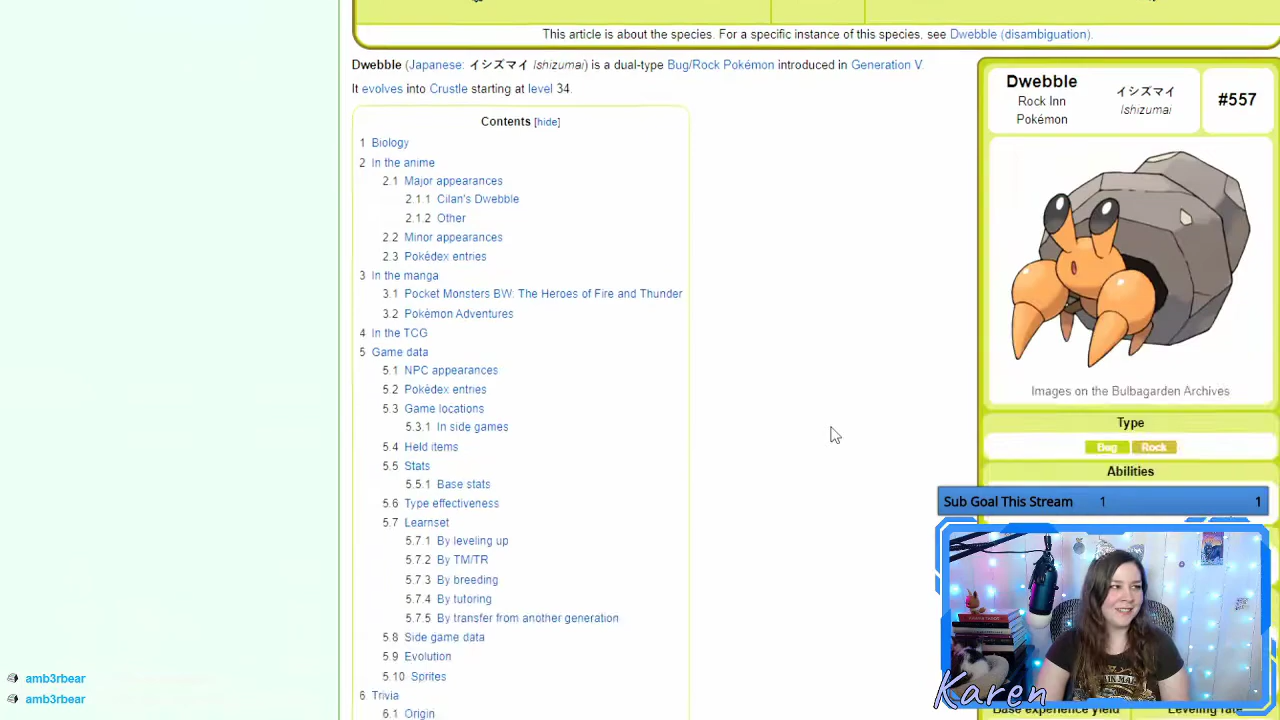 This article is about the species. For a specific instance of this species, see Dwebble (disambiguation).
Dwebble (Japanese: イシズマイ Ishizumai) is a dual-type Bug/Rock Pokémon introduced in Generation V.
It evolves into Crustle starting at level 34.
Contents [hide]
1 Biology
2 In the anime
2.1 Major appearances
2.1.1 Cilan's Dwebble
2.1.2 Other
2.2 Minor appearances
2.3 Pokédex entries
3 In the manga
3.1 Pocket Monsters BW: The Heroes of Fire and Thunder
3.2 Pokémon Adventures
4 In the TCG
5 Game data
5.1 NPC appearances
5.2 Pokédex entries
5.3 Game locations
5.3.1 In side games
5.4 Held items
5.5 Stats
5.5.1 Base stats
5.6 Type effectiveness
5.7 Learnset
5.7.1 By leveling up
5.7.2 By TM/TR
5.7.3 By breeding
5.7.4 By tutoring
5.7.5 By transfer from another generation
5.8 Side game data
5.9 Evolution
5.10 Sprites
6 Trivia
6.1 Origin
Dwebble
Rock Inn
Pokémon
イシズマイ
Ishizumai
#557
Images on the Bulbagarden Archives
Type
Bug Rock
Abilities
Sub Goal This Stream 1 1
Karen
Base experience yield Leveling rate
amb3rbear
amb3rbear